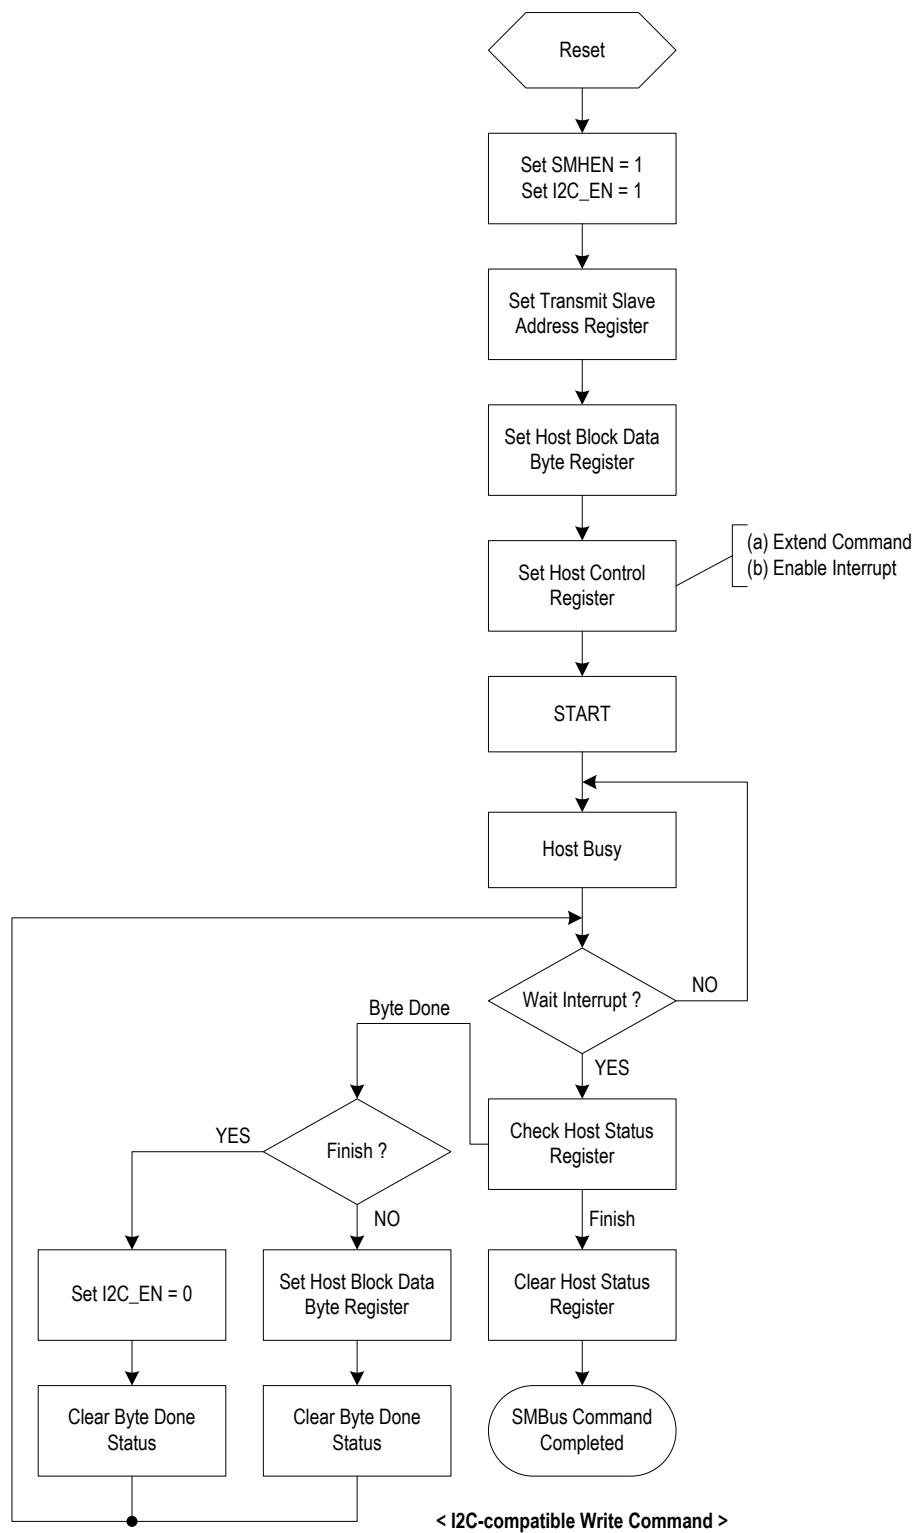 Reset
Set SMHEN = 1
Set I2C_EN = 1
Set Transmit Slave
Address Register
Set Host Block Data
Byte Register
Set Host Control
Register
(a) Extend Command
(b) Enable Interrupt
START
Host Busy
Wait Interrupt ?
NO
Byte Done
YES
Finish ?
YES
Check Host Status
Register
NO
Finish
Set I2C_EN = 0
Set Host Block Data
Byte Register
Clear Host Status
Register
Clear Byte Done
Status
Clear Byte Done
Status
SMBus Command
Completed
< I2C-compatible Write Command >